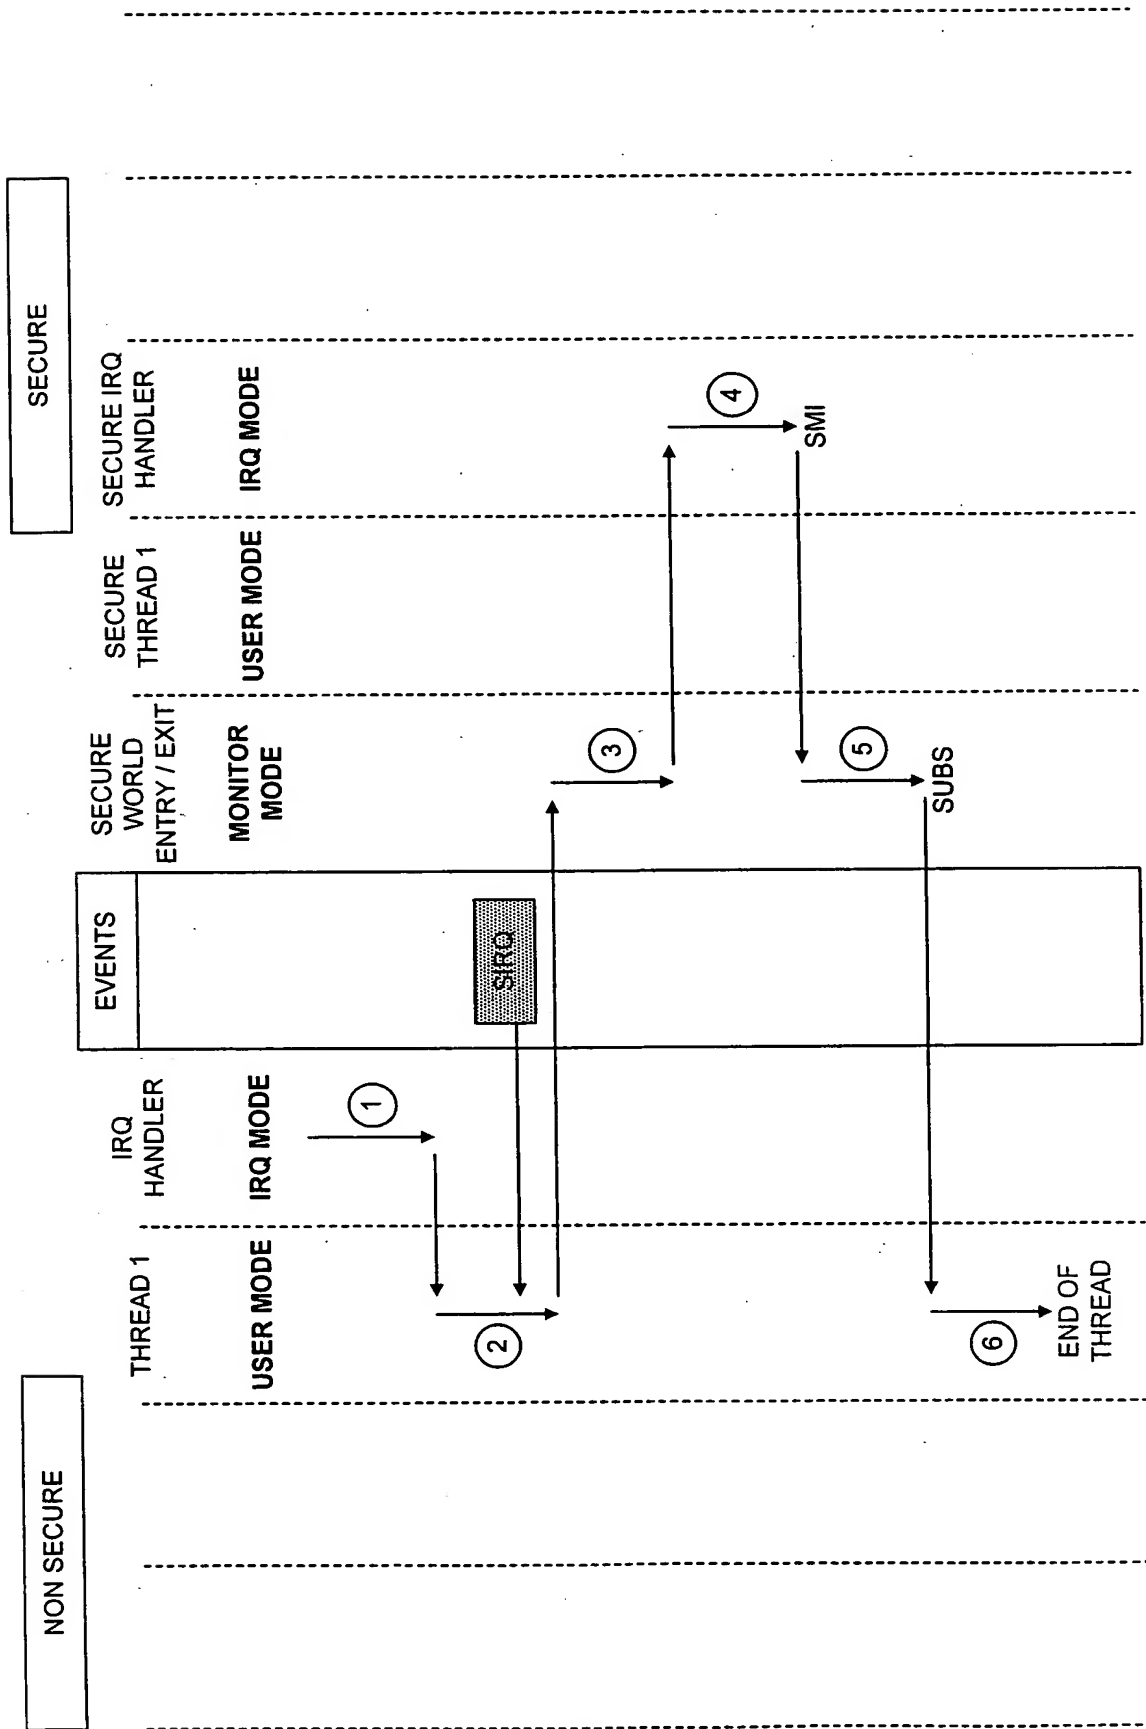 NON SECURE
SECURE
EVENTS
THREAD 1
IRQ
HANDLER
SECURE
WORLD
ENTRY / EXIT
SECURE
THREAD 1
SECURE IRQ
HANDLER
USER MODE
IRQ MODE
MONITOR
MODE
USER MODE
IRQ MODE
1
2
SIRQ
3
4
SMI
5
SUBS
6
END OF
THREAD